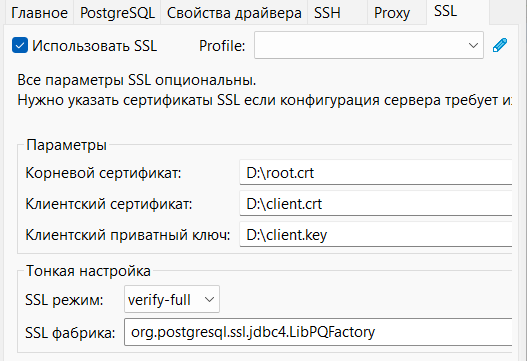 Главное PostgreSQL Свойства драйвера SSH Proxy SSL
Использовать SSL Profile:
Все параметры SSL опциональны.
Нужно указать сертификаты SSL если конфигурация сервера требует их
Параметры
Корневой сертификат: D:\root.crt
Клиентский сертификат: D:\client.crt
Клиентский приватный ключ: D:\client.key
Тонкая настройка
SSL режим: verify-full
SSL фабрика: org.postgresql.ssl.jdbc4.LibPQFactory